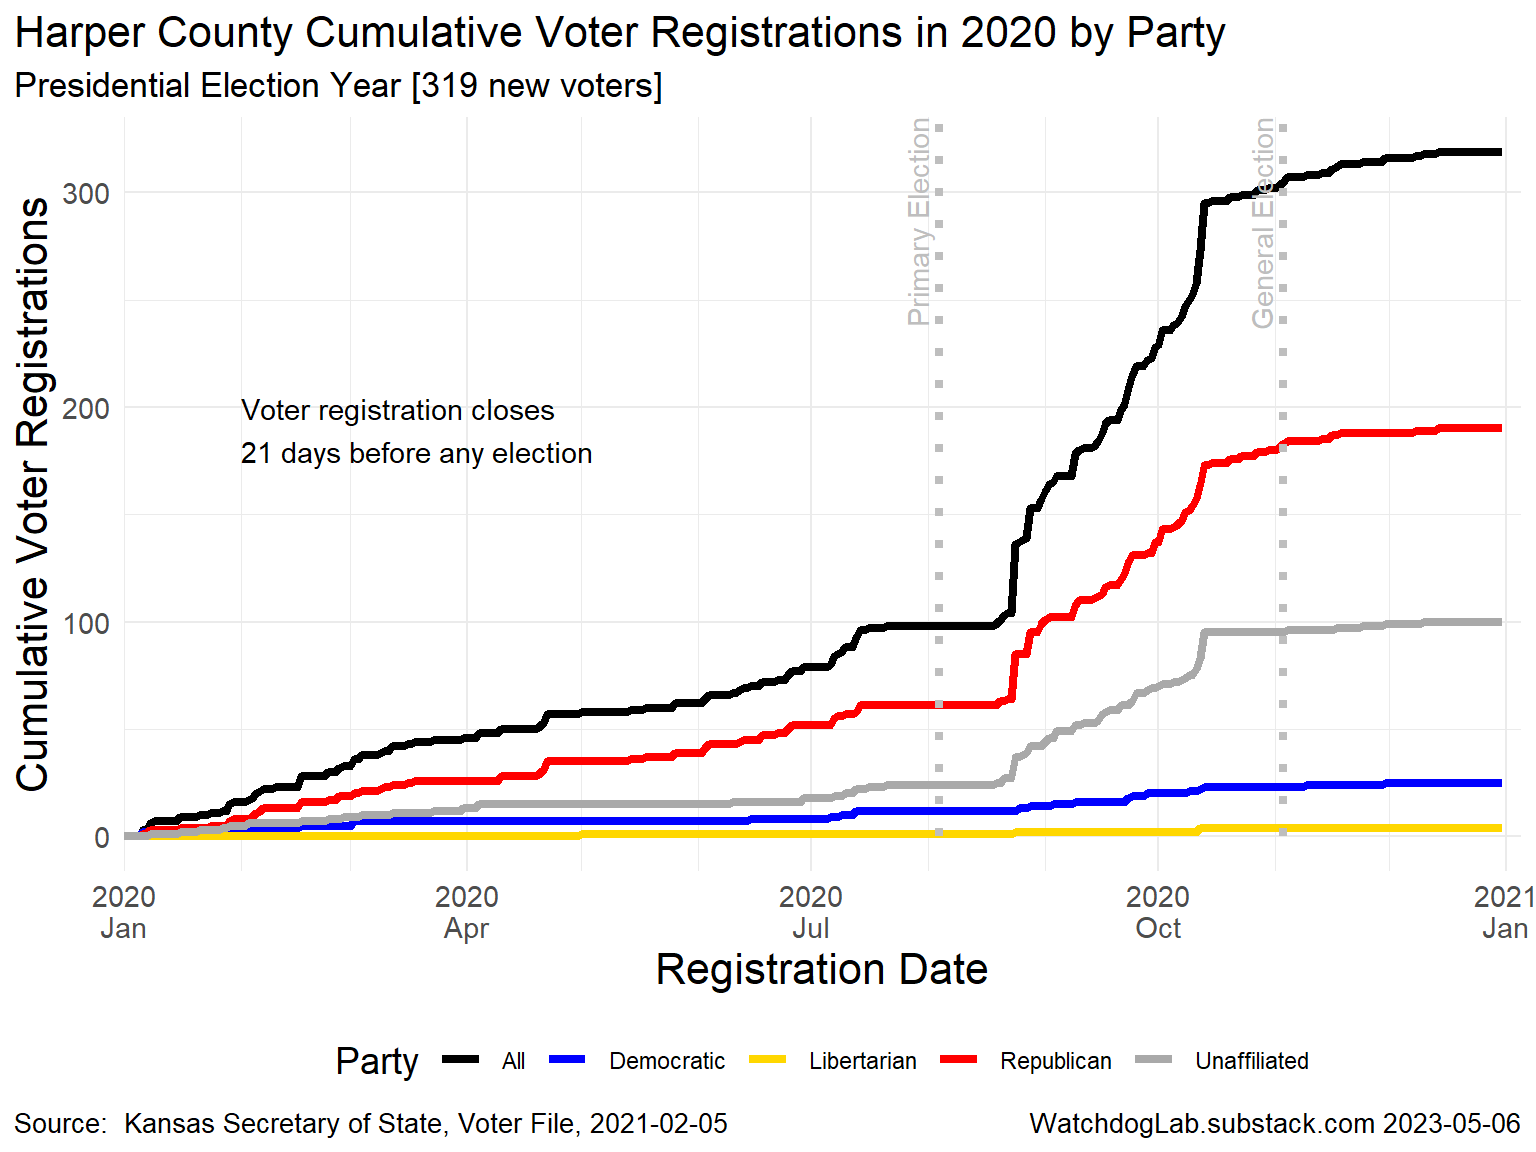 Harper County Cumulative Voter Registrations in 2020 by Party
Presidential Election Year [319 new voters]
Cumulative Voter Registrations
300
200
100
0
Primary Election
General Election
Voter registration closes
21 days before any election
2020 2020 2020 2020 2021
Jan Apr Jul Oct Jan
Registration Date
Party All Democratic Libertarian Republican Unaffiliated
Source:  Kansas Secretary of State, Voter File, 2021-02-05 WatchdogLab.substack.com 2023-05-06